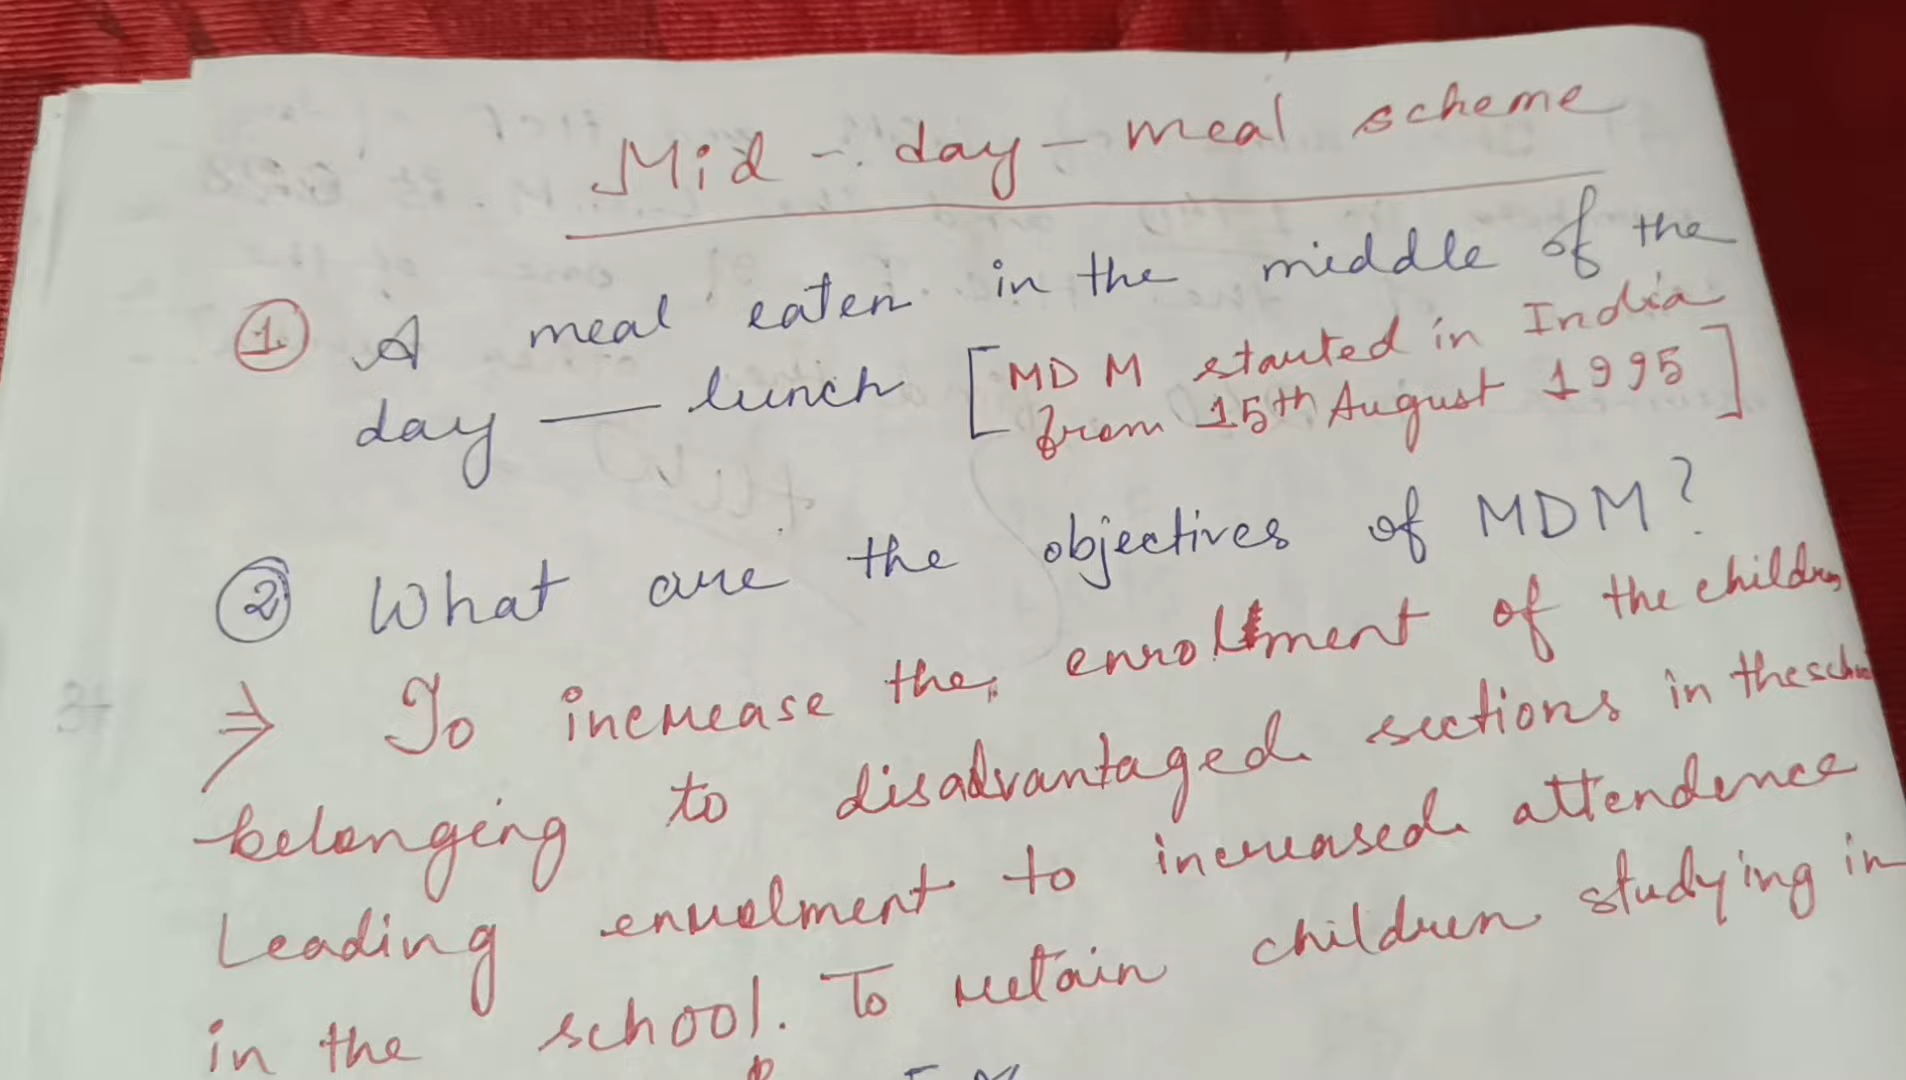 Mid - day - meal scheme
① A meal eaten in the middle of the
day — lunch [MDM started in India
from 15th August 1995]
② What are the objectives of MDM?
⇒ To increase the enrolment of the children
belonging to disadvantaged sections in the
Leading enrolment to increased attendence
in the school. To retain children studying in